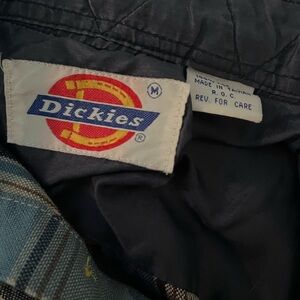 M
Dickies
®
MADE IN TAIWAN
R. O. C
REV. FOR CARE